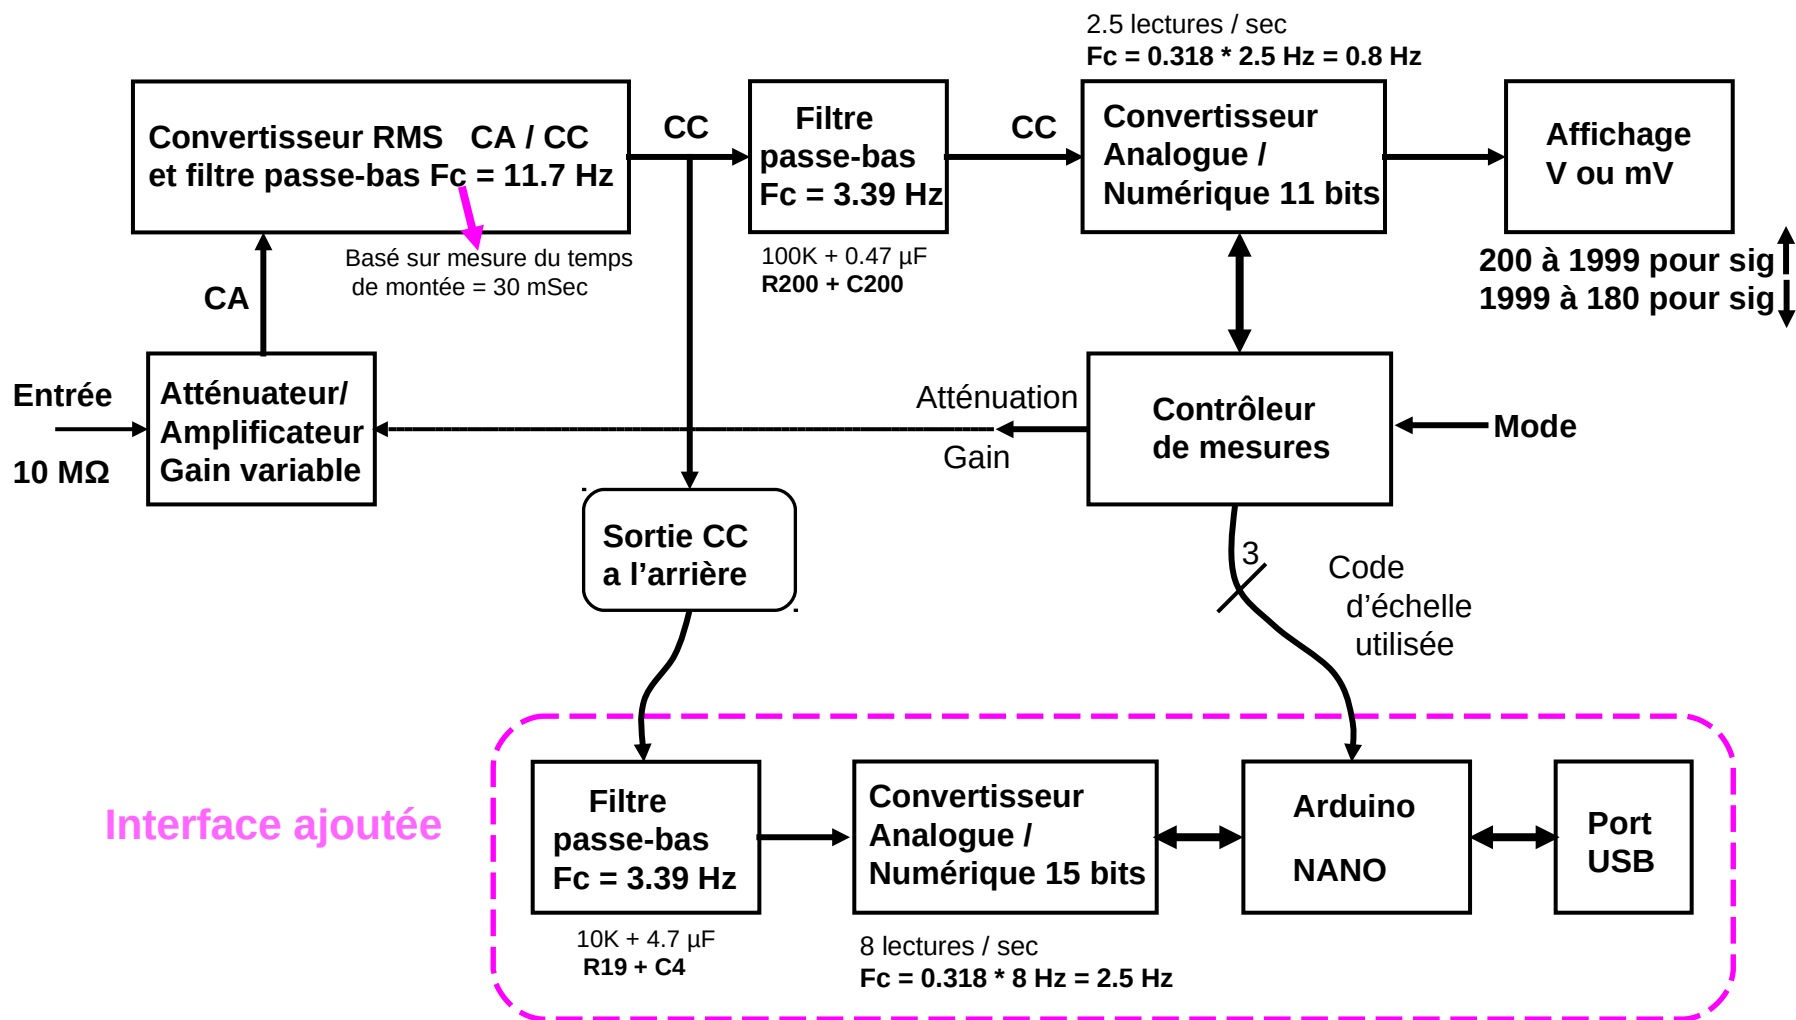 2.5 lectures / sec
Fc = 0.318 * 2.5 Hz = 0.8 Hz
Convertisseur RMS   CA / CC
et filtre passe-bas Fc = 11.7 Hz
CC
Filtre
passe-bas
Fc = 3.39 Hz
CC
Convertisseur
Analogue /
Numérique 11 bits
Affichage
V ou mV
Basé sur mesure du temps
de montée = 30 mSec
100K + 0.47 µF
R200 + C200
200 à 1999 pour sig
1999 à 180 pour sig
CA
Entrée
10 MΩ
Atténuateur/
Amplificateur
Gain variable
Atténuation
Gain
Contrôleur
de mesures
Mode
Sortie CC
a l’arrière
3
Code
d’échelle
utilisée
Interface ajoutée
Filtre
passe-bas
Fc = 3.39 Hz
Convertisseur
Analogue /
Numérique 15 bits
Arduino
NANO
Port
USB
10K + 4.7 µF
R19 + C4
8 lectures / sec
Fc = 0.318 * 8 Hz = 2.5 Hz